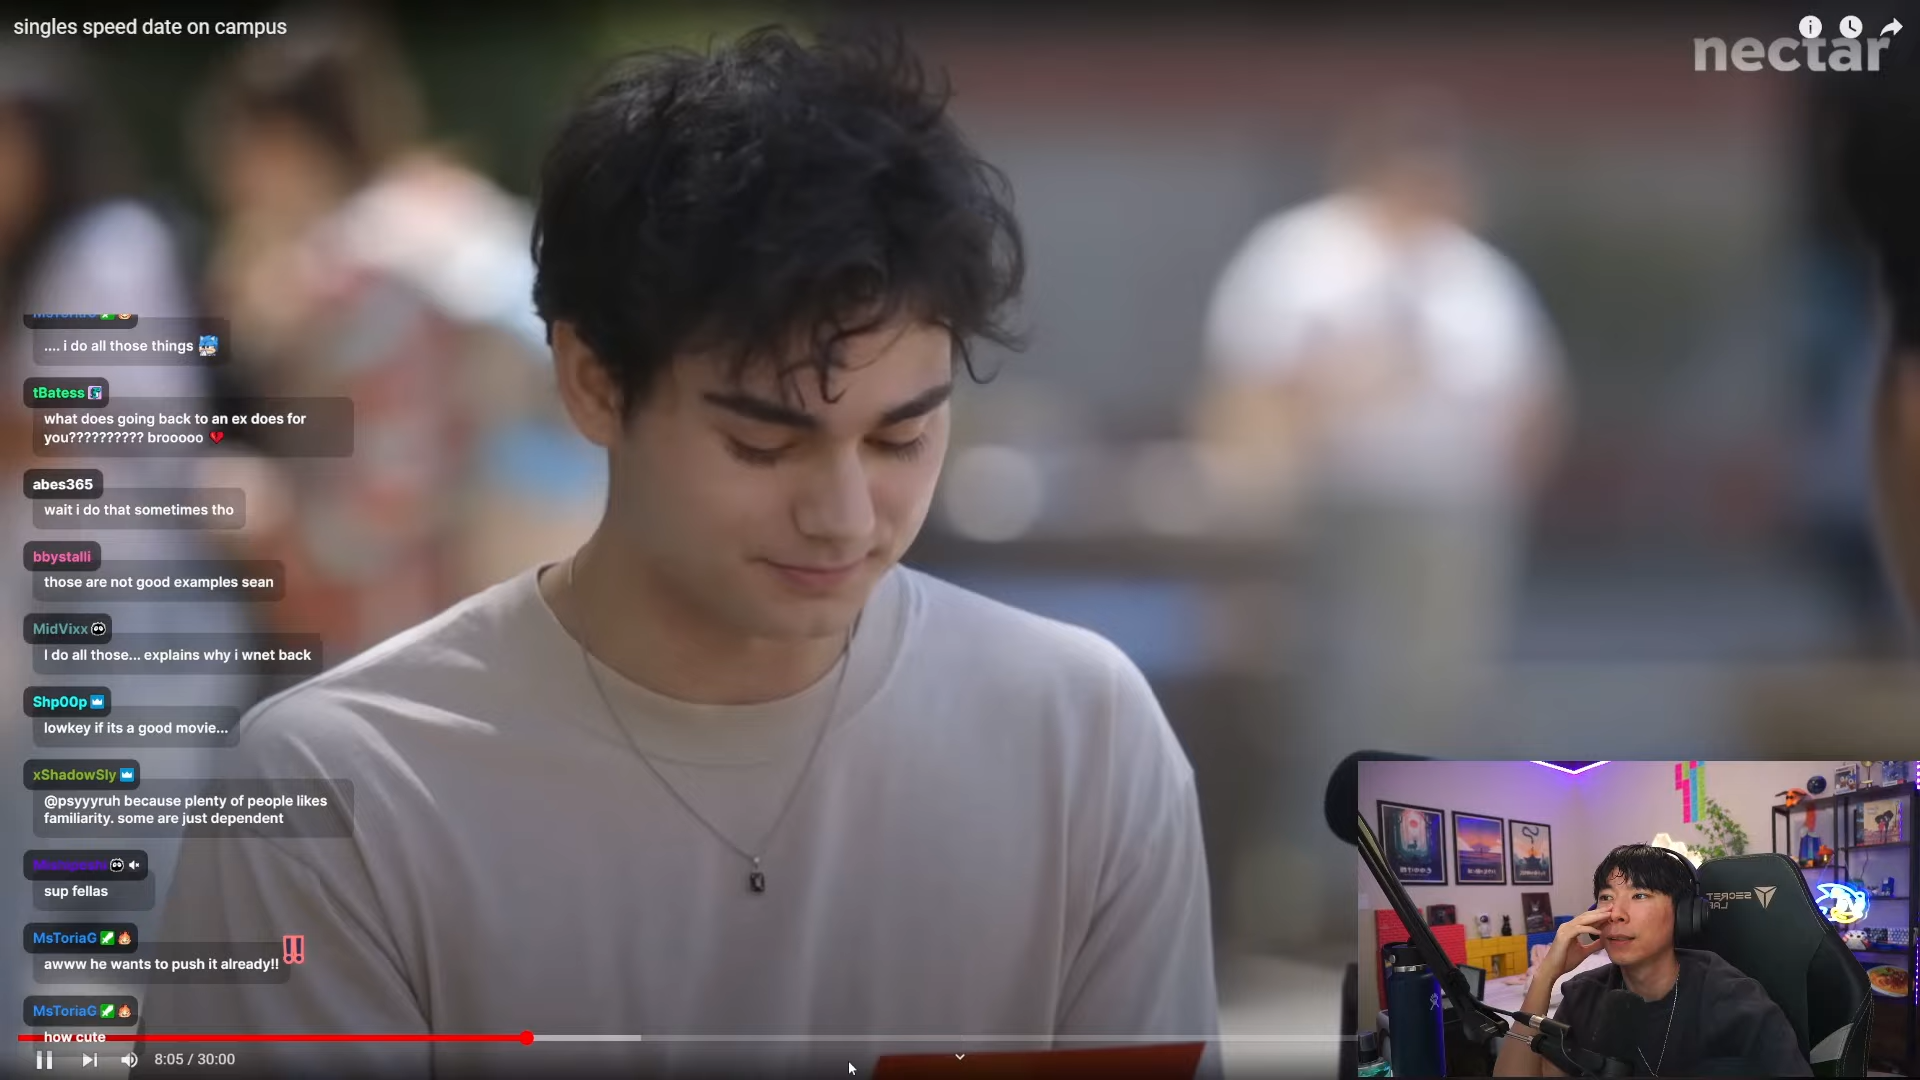 singles speed date on campus
nectar
.... i do all those things
tBatess
what does going back to an ex does for
you?????????? brooooo
abes365
wait i do that sometimes tho
bbystalli
those are not good examples sean
MidVixx
I do all those... explains why i wnet back
Shp00p
lowkey if its a good movie...
xShadowSly
@psyyyruh because plenty of people likes
familiarity. some are just dependent
sup fellas
MsToriaG
awww he wants to push it already!!
MsToriaG
how cute
8:05 / 30:00